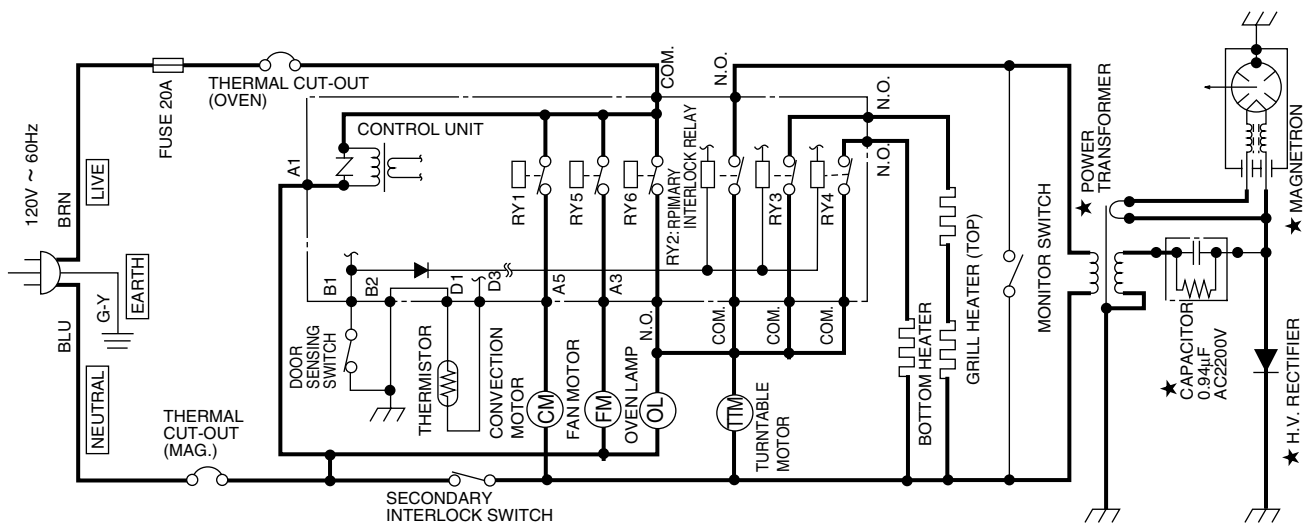 120V ~ 60Hz
BRN
LIVE
BLU
G-Y
EARTH
NEUTRAL
FUSE 20A
THERMAL CUT-OUT
(OVEN)
THERMAL
CUT-OUT
(MAG.)
SECONDARY
INTERLOCK SWITCH
A1
CONTROL UNIT
B1
B2
D1
D3
A5
A3
N.O.
COM.
COM.
COM.
COM.
N.O.
N.O.
N.O.
RY1
RY5
RY6
RY2: RPIMARY
INTERLOCK RELAY
RY3
RY4
DOOR
SENSING
SWITCH
THERMISTOR
CONVECTION
MOTOR
CM
FAN MOTOR
FM
OVEN LAMP
OL
TURNTABLE
MOTOR
TTM
BOTTOM HEATER
GRILL HEATER (TOP)
MONITOR SWITCH
★ POWER
TRANSFORMER
★ CAPACITOR
0.94μF
AC2200V
★ MAGNETRON
★ H.V. RECTIFIER